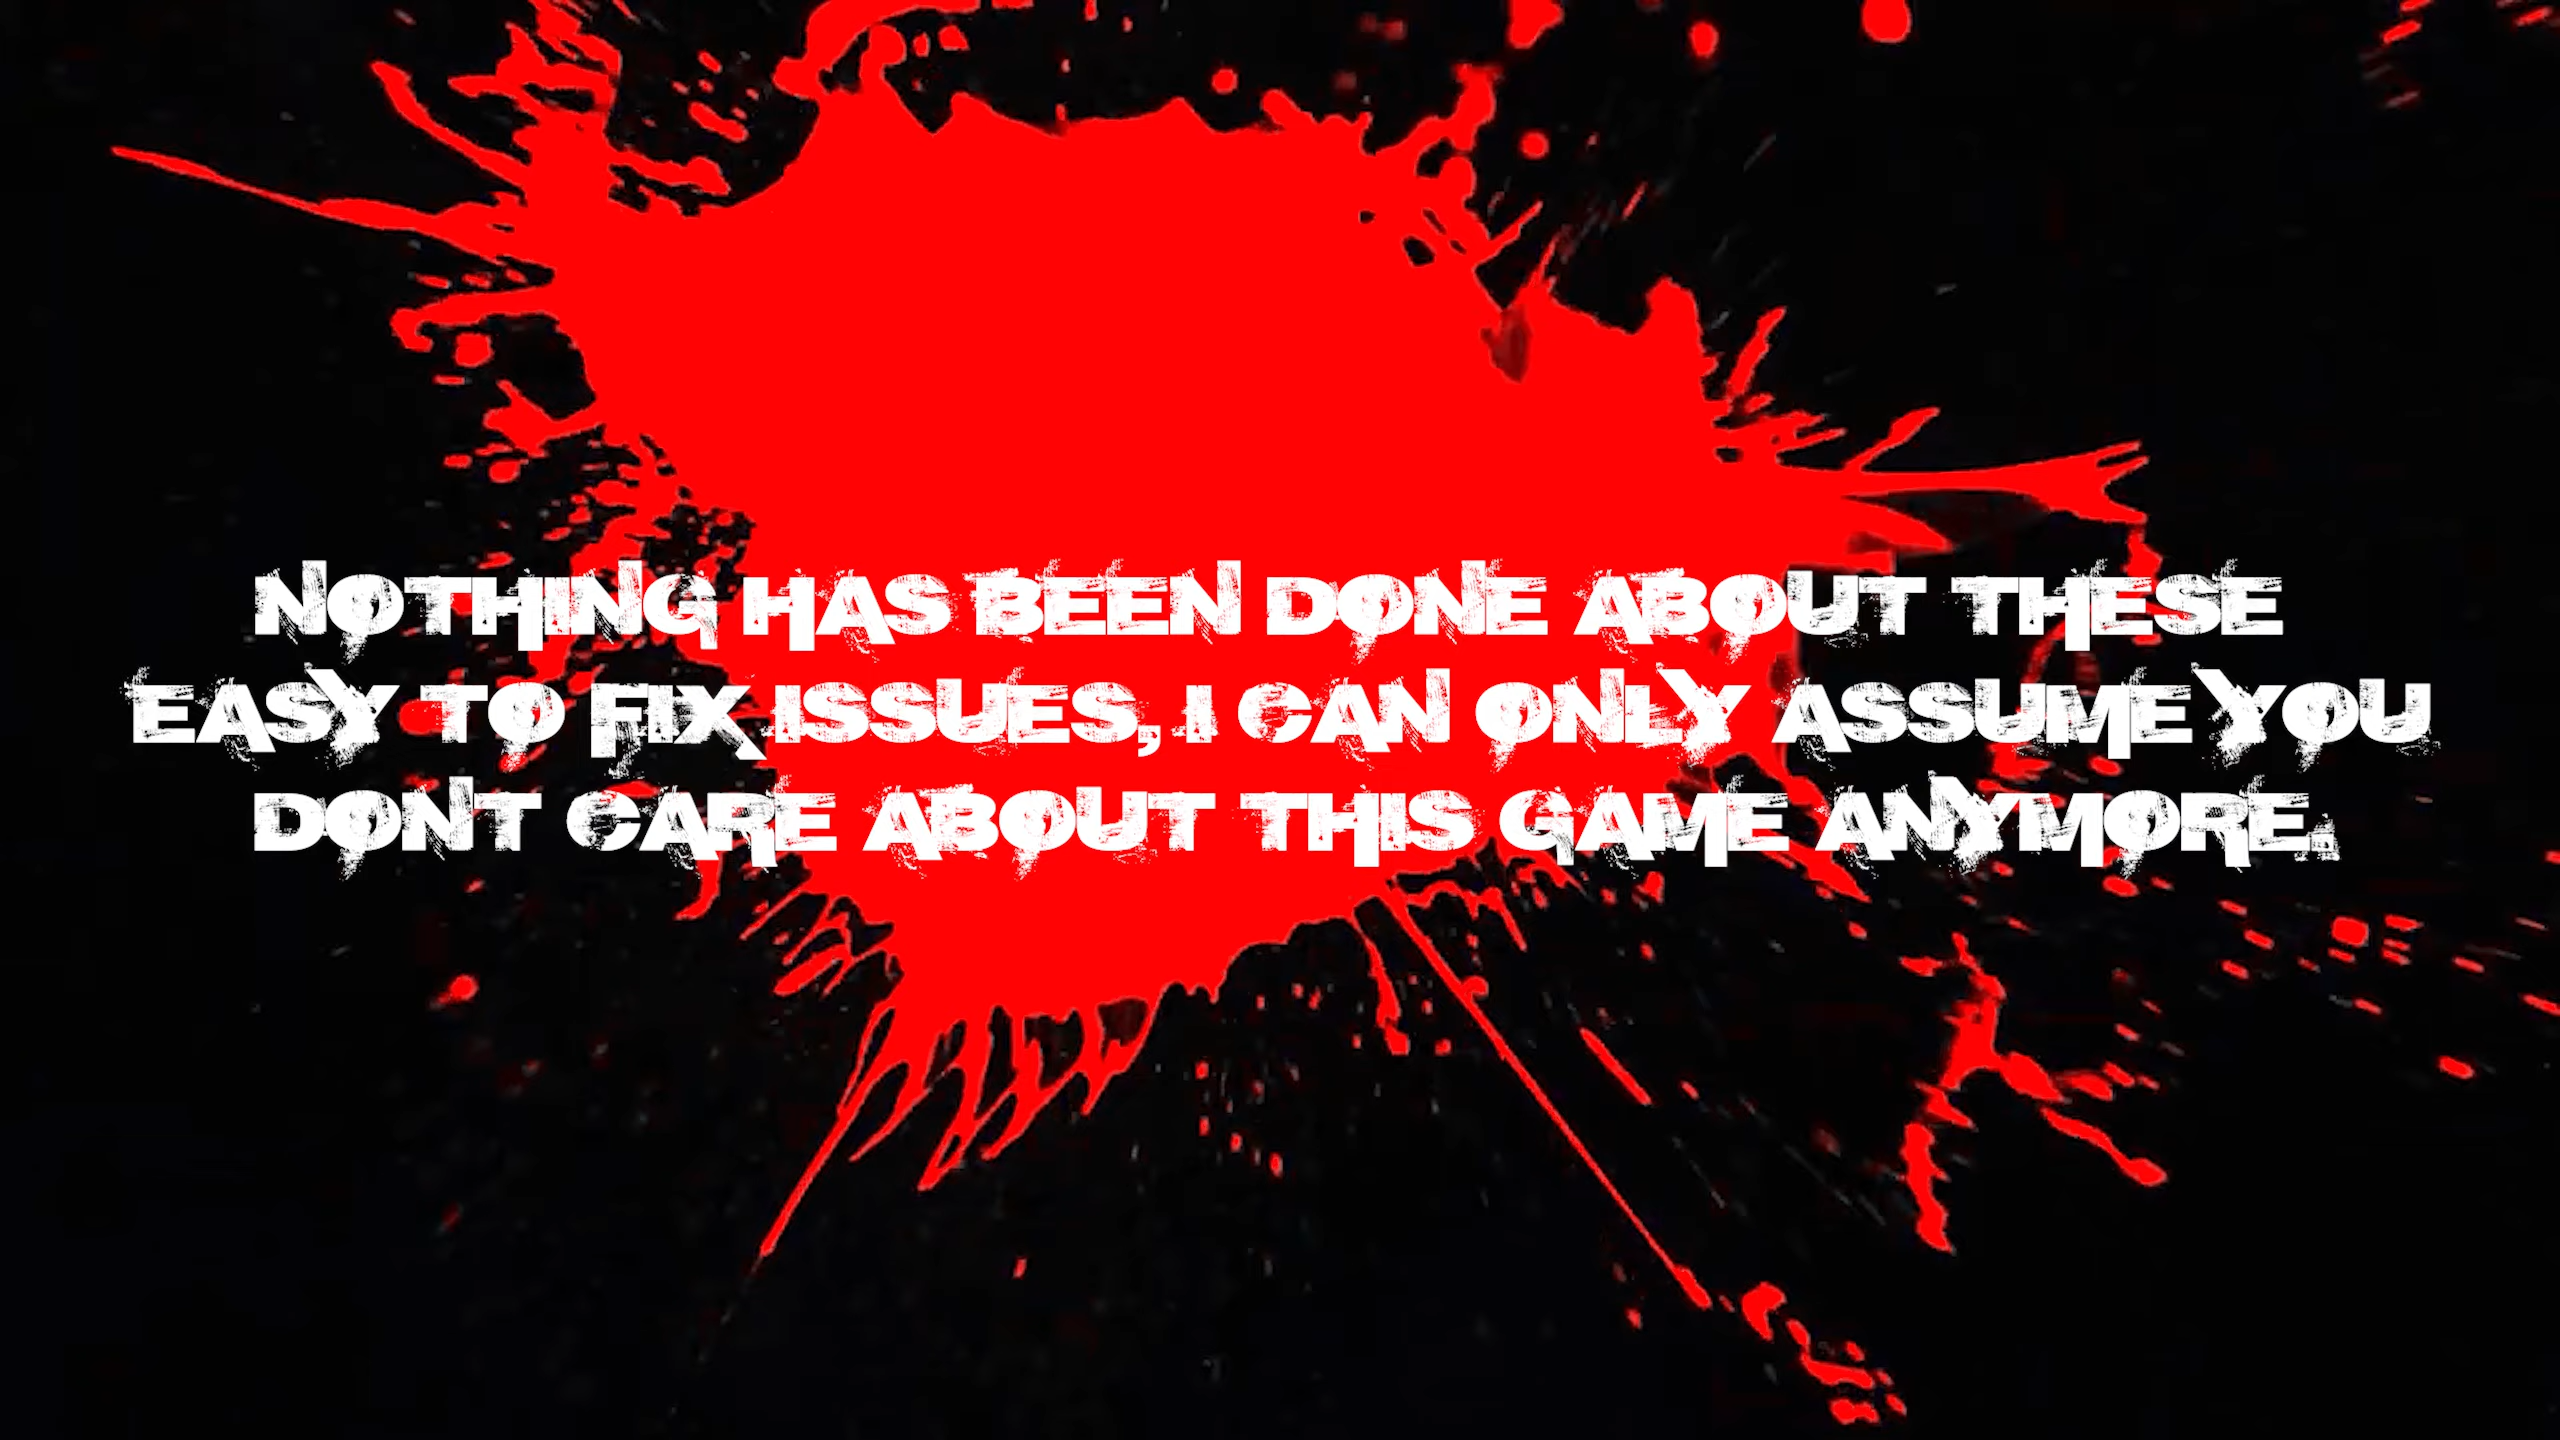 NOTHING HAS BEEN DONE ABOUT THESE
EASY TO FIX ISSUES, I CAN ONLY ASSUME YOU
DONT CARE ABOUT THIS GAME ANYMORE.